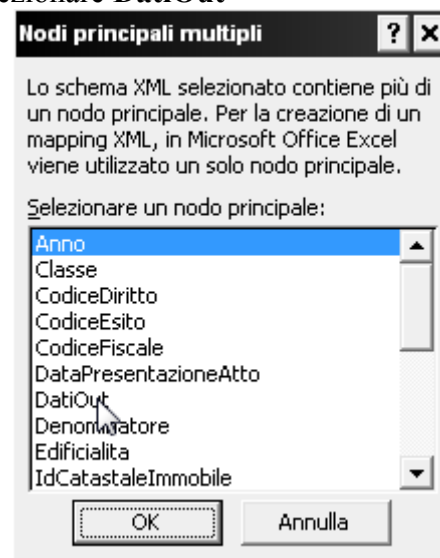 DatiOut
Nodi principali multipli ? X
Lo schema XML selezionato contiene più di
un nodo principale. Per la creazione di un
mapping XML, in Microsoft Office Excel
viene utilizzato un solo nodo principale.
Selezionare un nodo principale:
Anno
Classe
CodiceDiritto
CodiceEsito
CodiceFiscale
DataPresentazioneAtto
DatiOut
Denominatore
Edificialita
IdCatastaleImmobile
OK Annulla